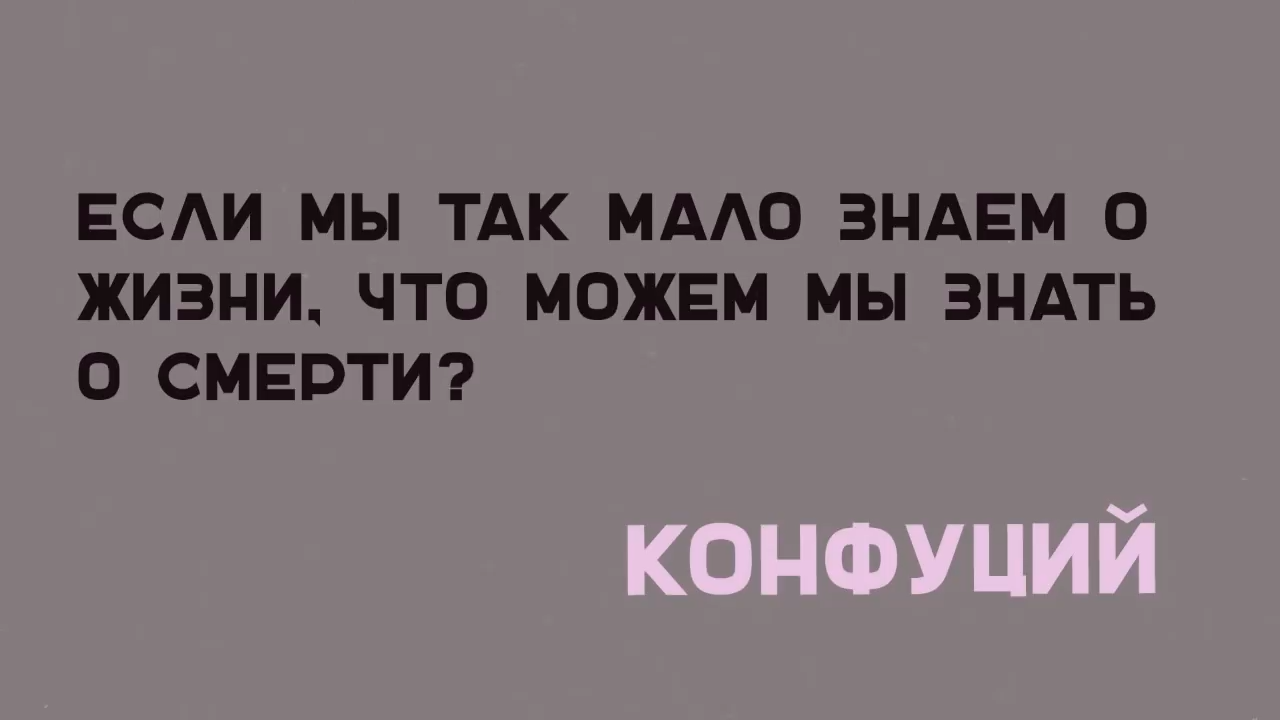 ЕСЛИ МЫ ТАК МАЛО ЗНАЕМ О
ЖИЗНИ, ЧТО МОЖЕМ МЫ ЗНАТЬ
О СМЕРТИ?
КОНФУЦИЙ